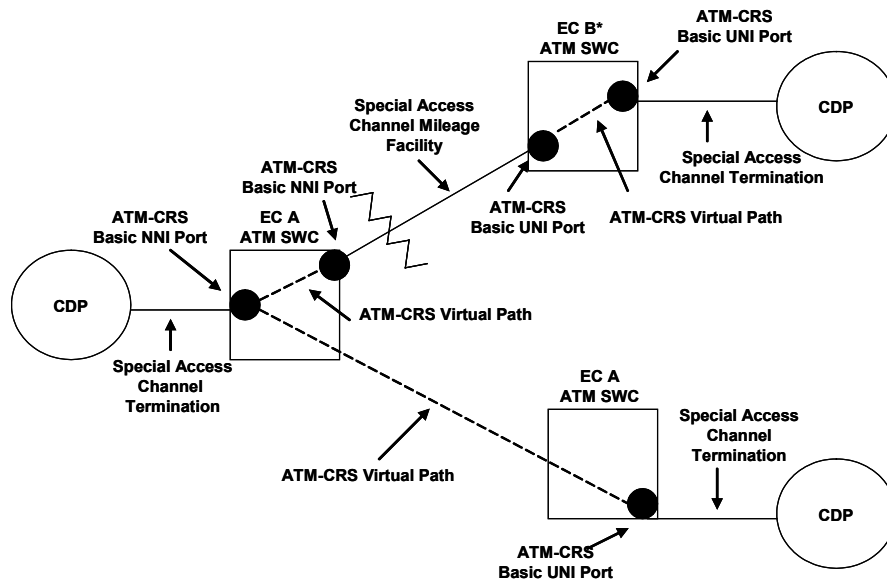 ATM-CRS
Basic UNI Port
EC B*
ATM SWC
CDP
Special Access
Channel Mileage
Facility
Special Access
Channel Termination
ATM-CRS
Basic NNI Port
ATM-CRS
Basic UNI Port
ATM-CRS Virtual Path
ATM-CRS
Basic NNI Port
EC A
ATM SWC
CDP
ATM-CRS Virtual Path
Special Access
Channel
Termination
EC A
ATM SWC
Special Access
Channel
Termination
ATM-CRS Virtual Path
CDP
ATM-CRS
Basic UNI Port